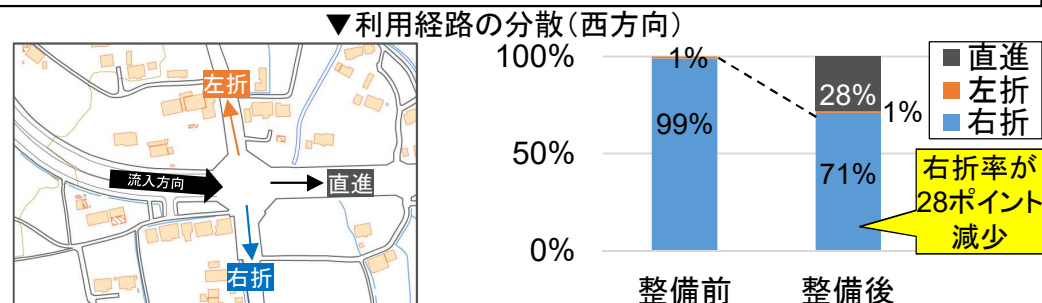 ▼利用経路の分散(西方向)
左折
流入方向
直進
右折
100%
50%
0%
1%
99%
28%
1%
71%
整備前
整備後
直進
左折
右折
右折率が
28ポイント
減少